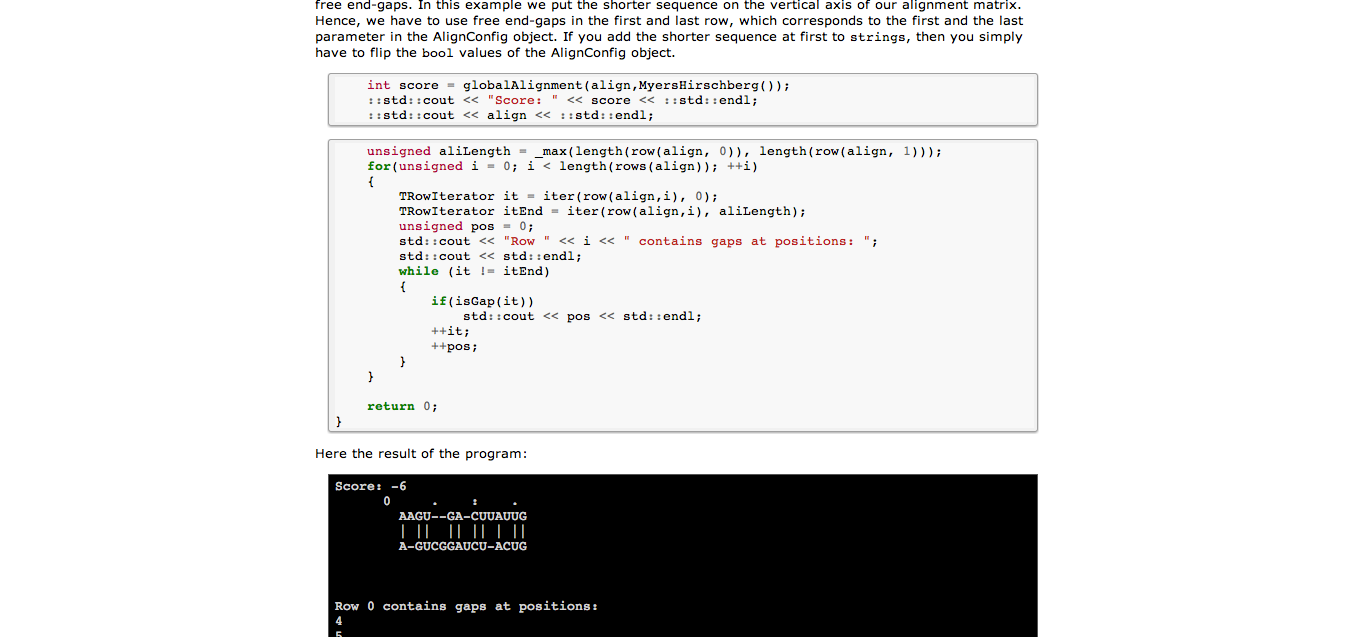 free end-gaps. In this example we put the shorter sequence on the vertical axis of our alignment matrix.
Hence, we have to use free end-gaps in the first and last row, which corresponds to the first and the last
parameter in the AlignConfig object. If you add the shorter sequence at first to strings, then you simply
have to flip the bool values of the AlignConfig object.
int score = globalAlignment(align,MyersHirschberg());
::std::cout << "Score: " << score << ::std::endl;
::std::cout << align << ::std::endl;
unsigned aliLength = _max(length(row(align, 0)), length(row(align, 1)));
for(unsigned i = 0; i < length(rows(align)); ++i)
{
TRowIterator it = iter(row(align,i), 0);
TRowIterator itEnd = iter(row(align,i), aliLength);
unsigned pos = 0;
std::cout << "Row " << i << " contains gaps at positions: ";
std::cout << std::endl;
while (it != itEnd)
{
if(isGap(it))
std::cout << pos << std::endl;
++it;
++pos;
}
}
return 0;
}
Here the result of the program:
Score: -6
0     .    :    .
AAGU--GA-CUUAUUG
| ||  || || | ||
A-GUCGGAUCU-ACUG
Row 0 contains gaps at positions:
4
5